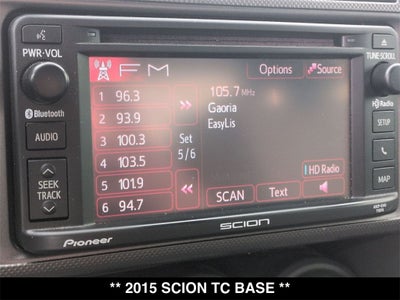 PWR·VOL
FM
Options
Source
TUNE·SCROLL
1 96.3
2 93.9
3 100.3
4 103.5
5 101.9
6 94.7
Set
5/6
105.7 MHz
Gaoria
EasyLis
HD Radio
SCAN
Text
Bluetooth
AUDIO
SEEK
TRACK
HD Radio
SETUP
MAP
Pioneer
SCION
** 2015 SCION TC BASE **